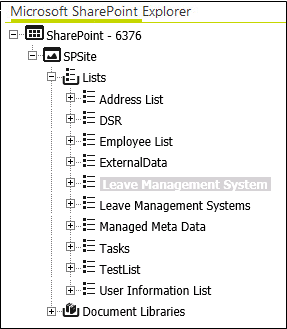 Microsoft SharePoint Explorer
SharePoint - 6376
SPSite
Lists
Address List
DSR
Employee List
ExternalData
Leave Management System
Leave Management Systems
Managed Meta Data
Tasks
TestList
User Information List
Document Libraries